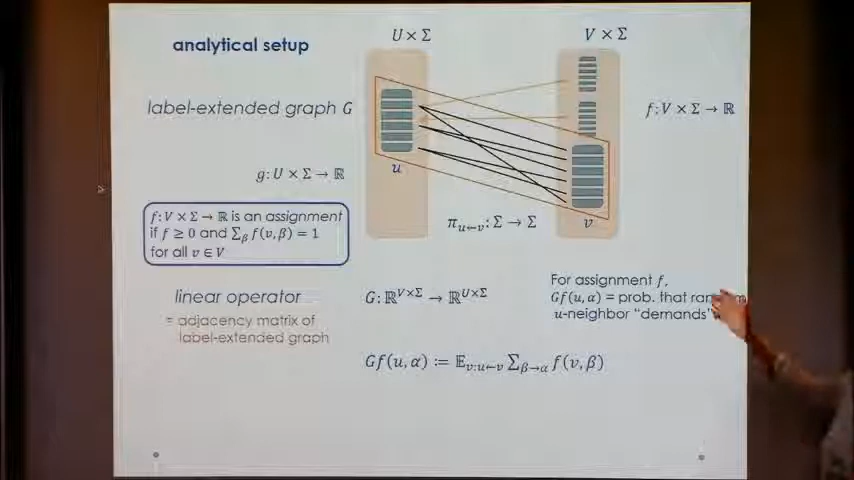 analytical setup
U × Σ
V × Σ
label-extended graph G
f: V × Σ → ℝ
g: U × Σ → ℝ
u
v
π_{u←v}: Σ → Σ
f: V × Σ → ℝ is an assignment
if f ≥ 0 and Σ_β f(v, β) = 1
for all v ∈ V
linear operator
= adjacency matrix of
label-extended graph
G: ℝ^{V×Σ} → ℝ^{U×Σ}
For assignment f,
Gf(u, α) = prob. that
u-neighbor "demands"
Gf(u, α) := 𝔼_{v:u←v} Σ_{β→α} f(v, β)